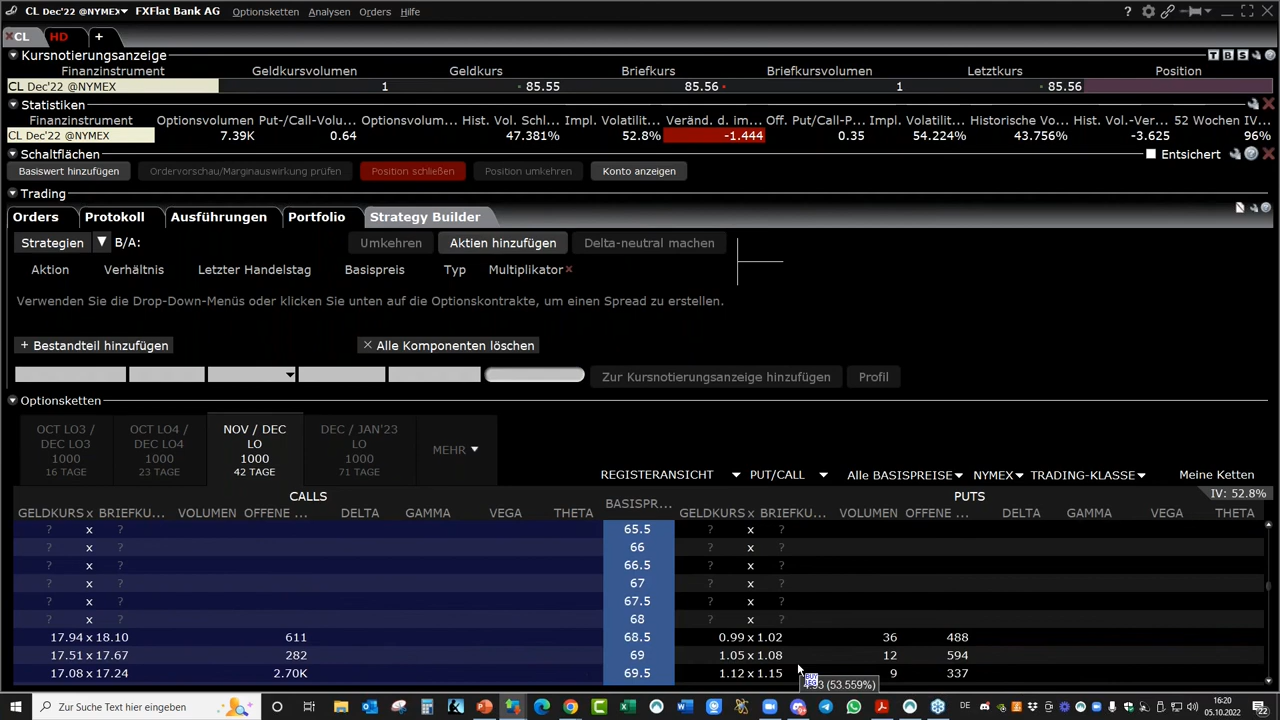 CL Dec'22 @NYMEX▾ FXFlat Bank AG Optionsketten Analysen Orders Hilfe ?
CL HD +
Kursnotierungsanzeige T B S
Finanzinstrument Geldkursvolumen Geldkurs Briefkurs Briefkursvolumen Letztkurs Position
CL Dec'22 @NYMEX 1 85.55 85.56 1 85.56
Statistiken
Finanzinstrument Optionsvolumen Put-/Call-Volu... Optionsvolum... Hist. Vol. Schl... Impl. Volatilit... Veränd. d. im... Off. Put/Call-P... Impl. Volatilit... Historische Vo... Hist. Vol.-Ver... 52 Wochen IV...
CL Dec'22 @NYMEX 7.39K 0.64 47.381% 52.8% -1.444 0.35 54.224% 43.756% -3.625 96%
Schaltflächen Entsichert
Basiswert hinzufügen Ordervorschau/Marginauswirkung prüfen Position schließen Position umkehren Konto anzeigen
Trading
Orders Protokoll Ausführungen Portfolio Strategy Builder
Strategien ▼ B/A: Umkehren Aktien hinzufügen Delta-neutral machen
Aktion Verhältnis Letzter Handelstag Basispreis Typ Multiplikator
Verwenden Sie die Drop-Down-Menüs oder klicken Sie unten auf die Optionskontrakte, um einen Spread zu erstellen.
+ Bestandteil hinzufügen × Alle Komponenten löschen
Zur Kursnotierungsanzeige hinzufügen Profil
Optionsketten
OCT LO3 / OCT LO4 / NOV / DEC DEC / JAN'23
DEC LO3 DEC LO4 LO LO MEHR ▼
1000 1000 1000 1000
16 TAGE 23 TAGE 42 TAGE 71 TAGE
REGISTERANSICHT ▼ PUT/CALL ▼ Alle BASISPREISE▼ NYMEX▼ TRADING-KLASSE▼ Meine Ketten
CALLS BASISPR... PUTS IV: 52.8%
GELDKURS x BRIEFKU... VOLUMEN OFFENE ... DELTA GAMMA VEGA THETA GELDKURS x BRIEFKU... VOLUMEN OFFENE ... DELTA GAMMA VEGA THETA
? x ? 65.5 ? x ?
? x ? 66 ? x ?
? x ? 66.5 ? x ?
? x ? 67 ? x ?
? x ? 67.5 ? x ?
? x ? 68 ? x ?
17.94 x 18.10 611 68.5 0.99 x 1.02 36 488
17.51 x 17.67 282 69 1.05 x 1.08 12 594
17.08 x 17.24 2.70K 69.5 1.12 x 1.15 9 337
(53.559%)
Zur Suche Text hier eingeben DE 16:20
05.10.2022